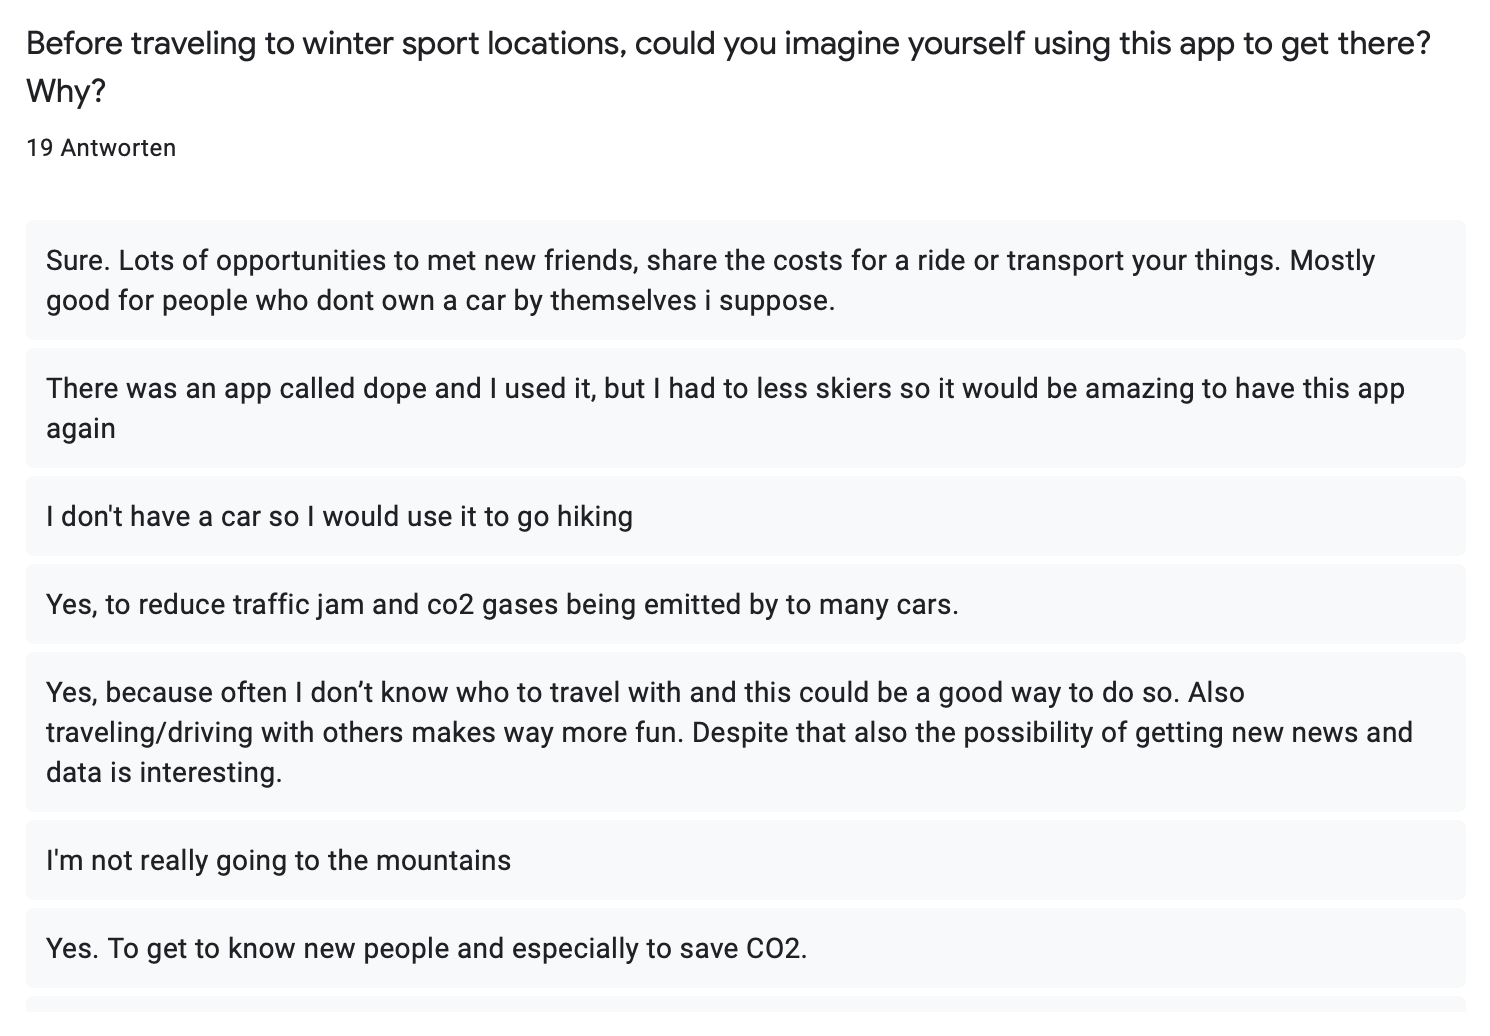 Before traveling to winter sport locations, could you imagine yourself using this app to get there?
Why?
19 Antworten
Sure. Lots of opportunities to met new friends, share the costs for a ride or transport your things. Mostly
good for people who dont own a car by themselves i suppose.
There was an app called dope and I used it, but I had to less skiers so it would be amazing to have this app
again
I don't have a car so I would use it to go hiking
Yes, to reduce traffic jam and co2 gases being emitted by to many cars.
Yes, because often I don’t know who to travel with and this could be a good way to do so. Also
traveling/driving with others makes way more fun. Despite that also the possibility of getting new news and
data is interesting.
I'm not really going to the mountains
Yes. To get to know new people and especially to save CO2.